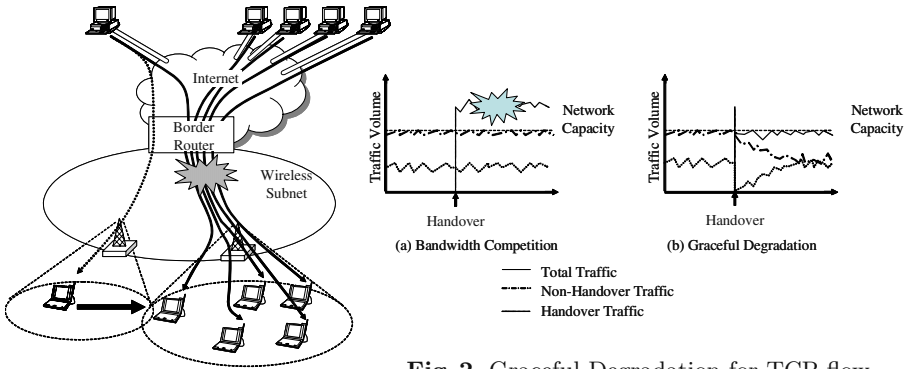 Internet
Border
Router
Wireless
Subnet
Traffic Volume
Network
Capacity
Handover
(a) Bandwidth Competition
Traffic Volume
Network
Capacity
Handover
(b) Graceful Degradation
Total Traffic
Non-Handover Traffic
Handover Traffic
Fig. 2. Graceful Degradation for TCP flow